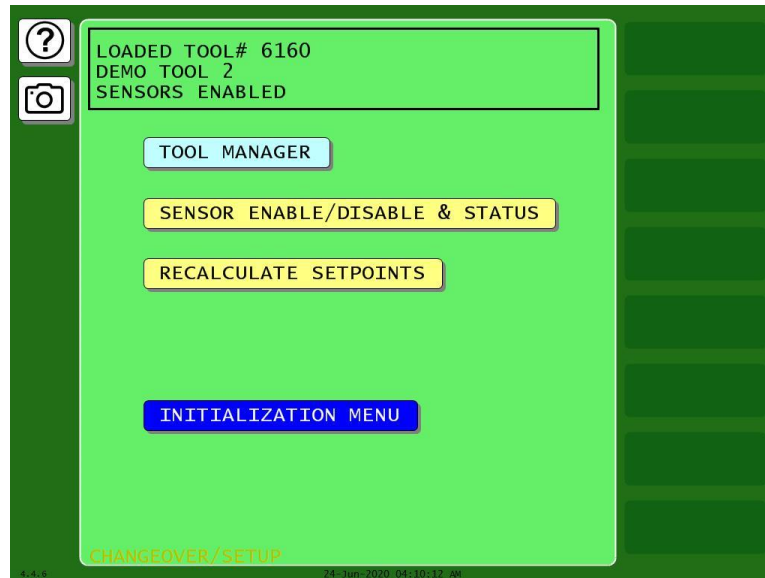 LOADED TOOL# 6160
DEMO TOOL 2
SENSORS ENABLED
TOOL MANAGER
SENSOR ENABLE/DISABLE & STATUS
RECALCULATE SETPOINTS
INITIALIZATION MENU
CHANGEOVER/SETUP
4.4.6
24-Jun-2020 04:10:12 AM